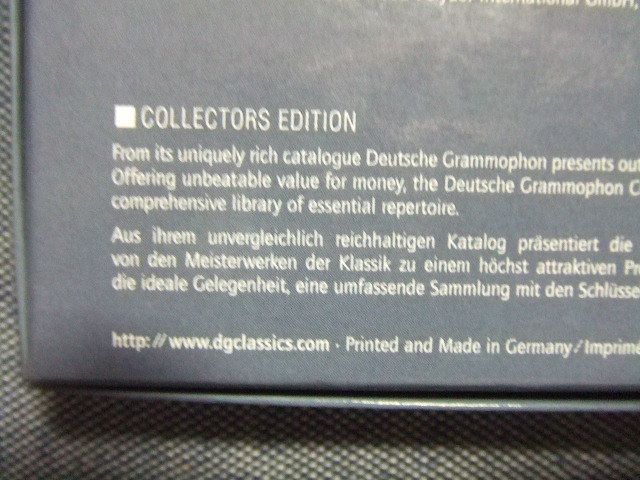 International GmbH,
COLLECTORS EDITION
From its uniquely rich catalogue Deutsche Grammophon presents
Offering unbeatable value for money, the Deutsche Grammophon C
comprehensive library of essential repertoire.
Aus ihrem unvergleichlich reichhaltigen Katalog präsentiert die
von den Meisterwerken der Klassik zu einem höchst attraktiven Pr
die ideale Gelegenheit, eine umfassende Sammlung mit den Schlüsse
http://www.dgclassics.com · Printed and Made in Germany/Imprimé